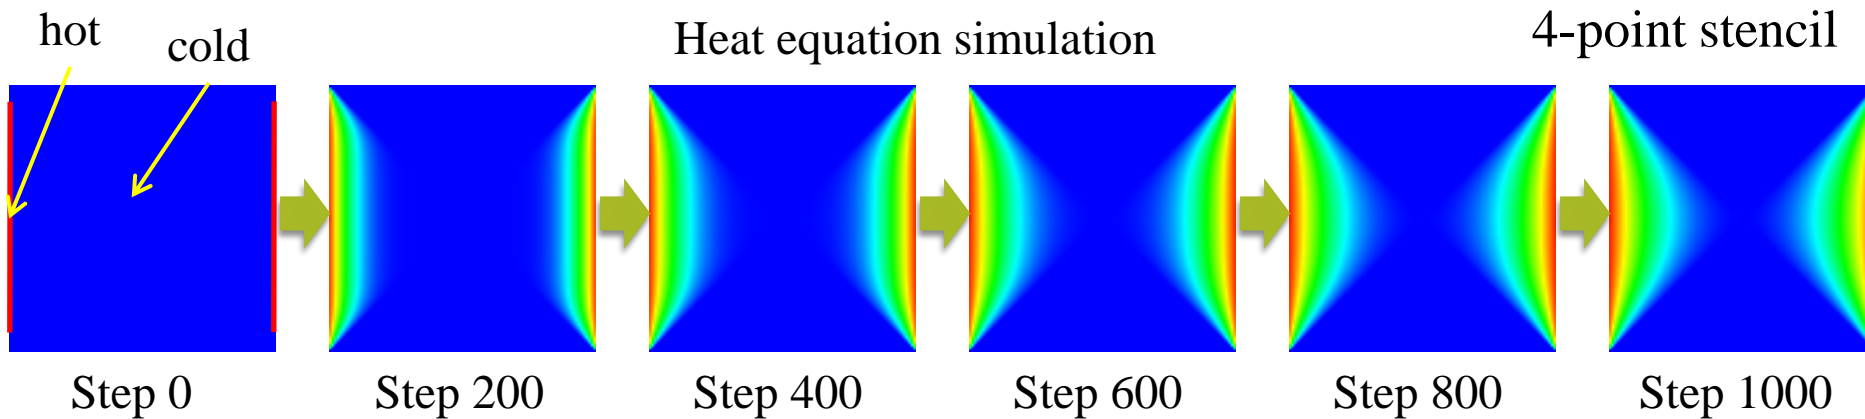 hot
cold
Heat equation simulation
4-point stencil
Step 0
Step 200
Step 400
Step 600
Step 800
Step 1000